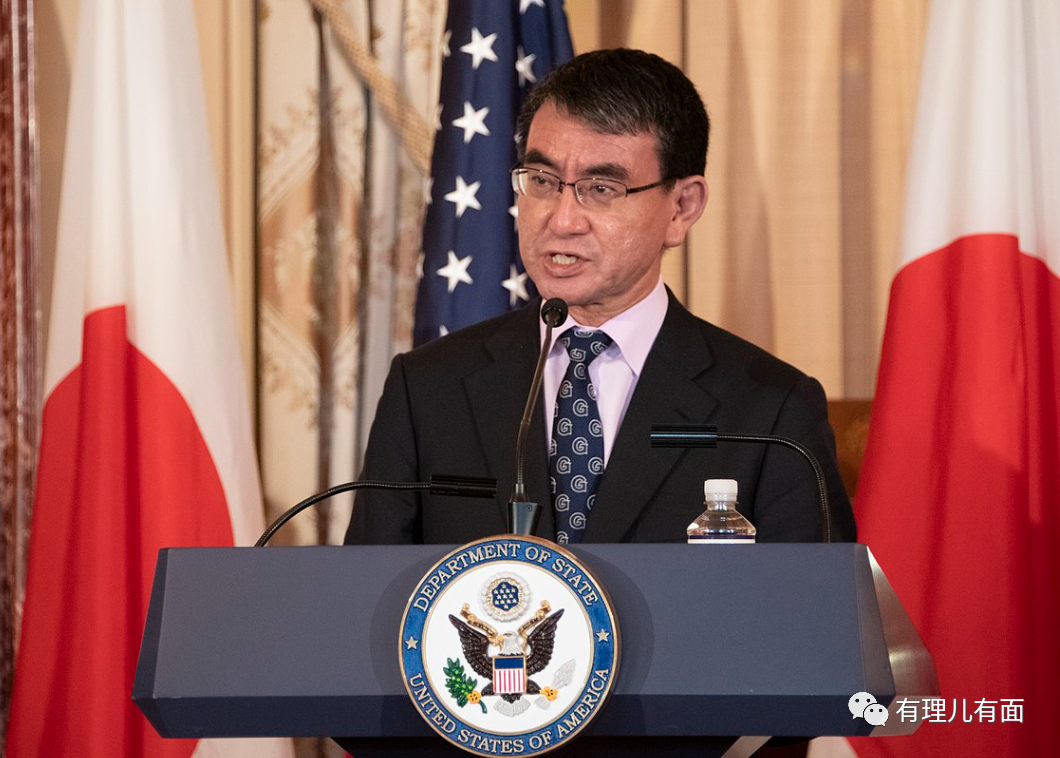 DEPARTMENT OF STATE
UNITED STATES OF AMERICA
有理儿有面